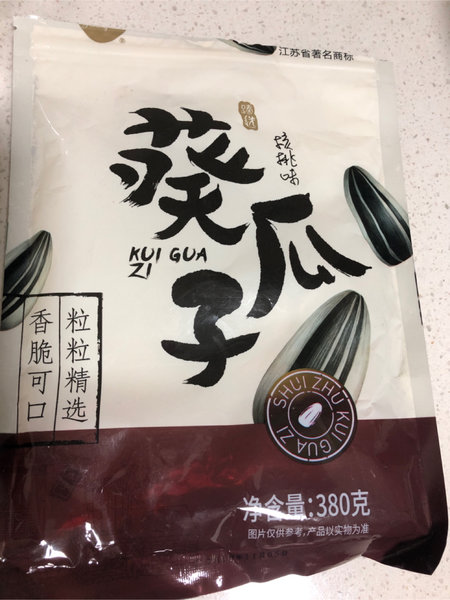 江苏省著名商标
核桃味
葵瓜子
KUI GUA
ZI
粒粒精选
香脆可口
SHUI ZHU KUI GUA ZI
净含量:380克
图片仅供参考,产品以实物为准